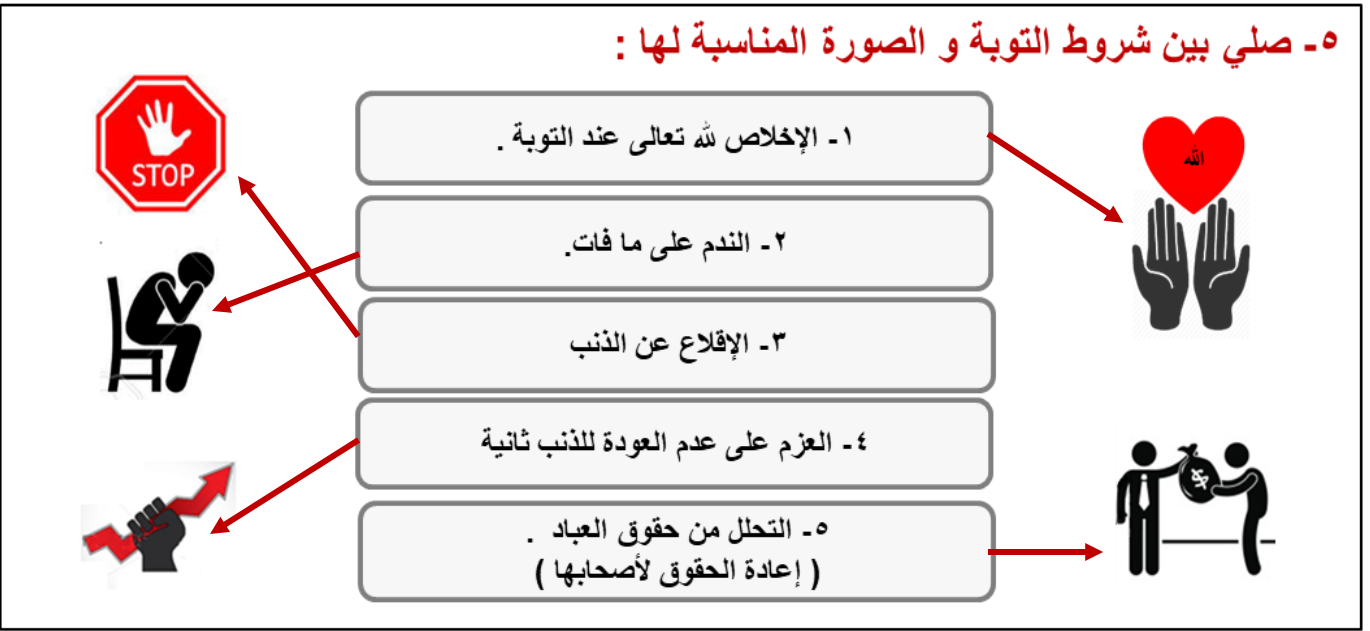 ٥- صلي بين شروط التوبة و الصورة المناسبة لها :
١- الإخلاص لله تعالى عند التوبة .
الله
STOP
٢- الندم على ما فات.
٣- الإقلاع عن الذنب
٤- العزم على عدم العودة للذنب ثانية
$
٥- التحلل من حقوق العباد .
( إعادة الحقوق لأصحابها )